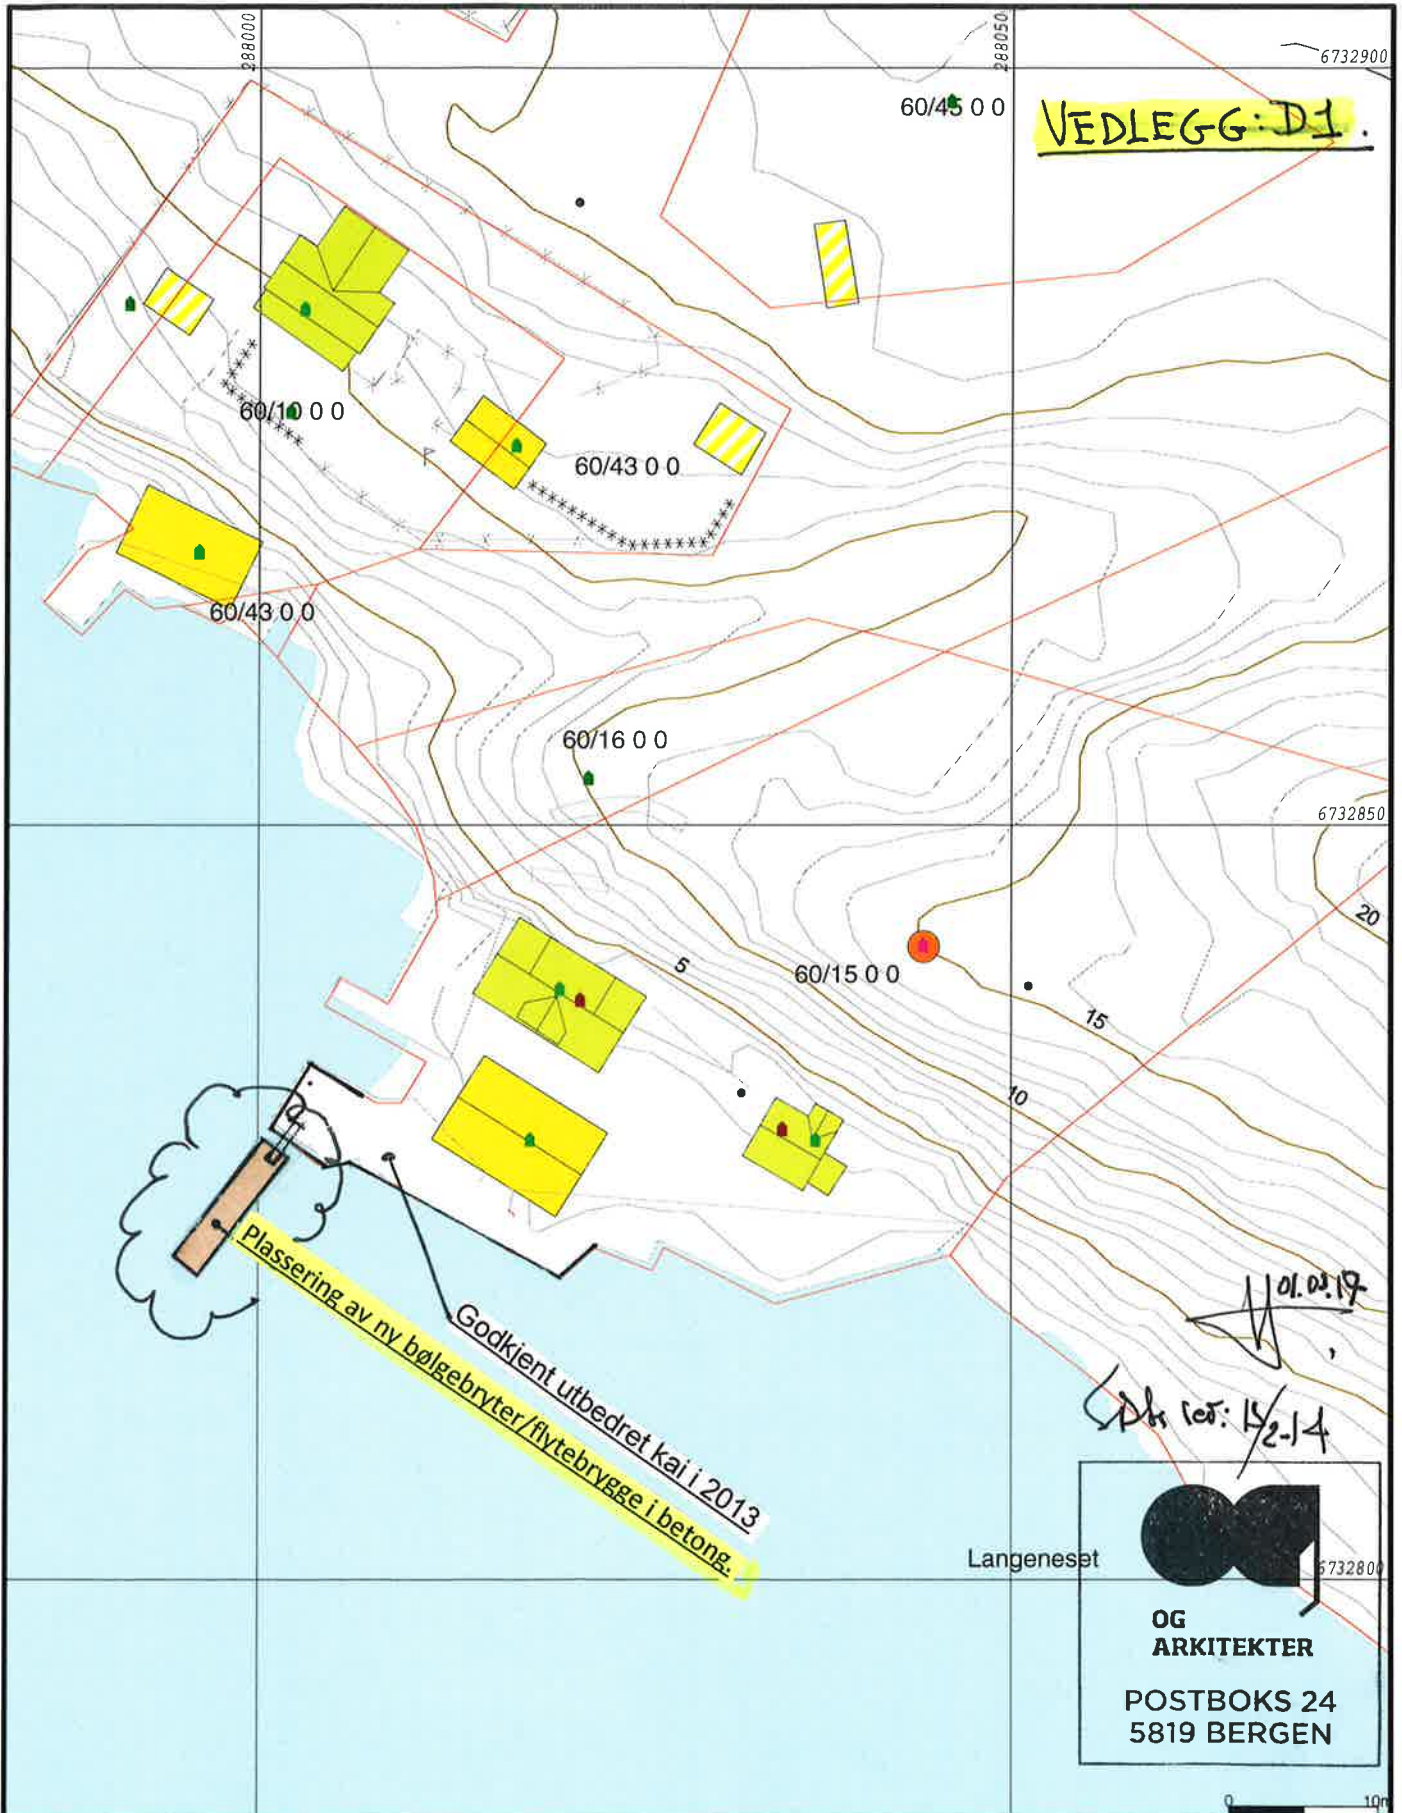 288000
288050
6732900
60/45 0 0
VEDLEGG: D1.
60/10 0 0
60/43 0 0
60/43 0 0
60/16 0 0
6732850
20
5
60/15 0 0
15
10
Plassering av ny bølgebryter/flytebrygge i betong.
Godkjent utbedret kai i 2013
01.03.19
Langeneset
6732800
OG
ARKITEKTER
POSTBOKS 24
5819 BERGEN
0 10m